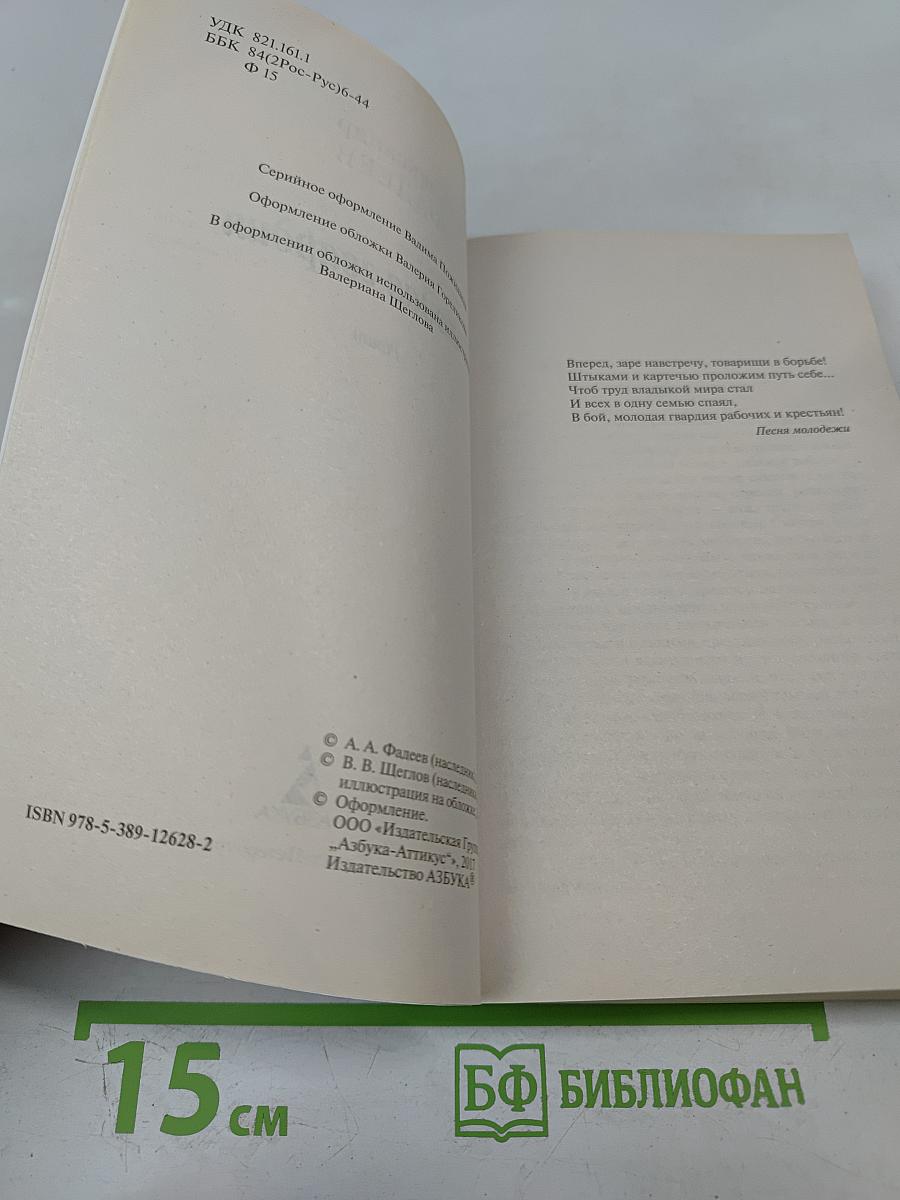 УДК 821.161.1
ББК 84(2Рос-Рус)6-44
Ф 15
Серийное оформление Вадима
Оформление обложки Валерия
В оформлении обложки использована
Валериана Щеглова
© А. А. Фадеев
© В. В. Щеглов
иллюстрация на обложке
© Оформление.
ООО «Издательская
„Азбука-Аттикус“», 2017
Издательство АЗБУКА®
ISBN 978-5-389-12628-2
Вперед, заре навстречу, товарищи в борьбе!
Штыками и картечью проложим путь себе...
Чтоб труд владыкой мира стал
И всех в одну семью спаял,
В бой, молодая гвардия рабочих и крестьян!
Песня молодежи
15 см
БФ БИБЛИОФАН